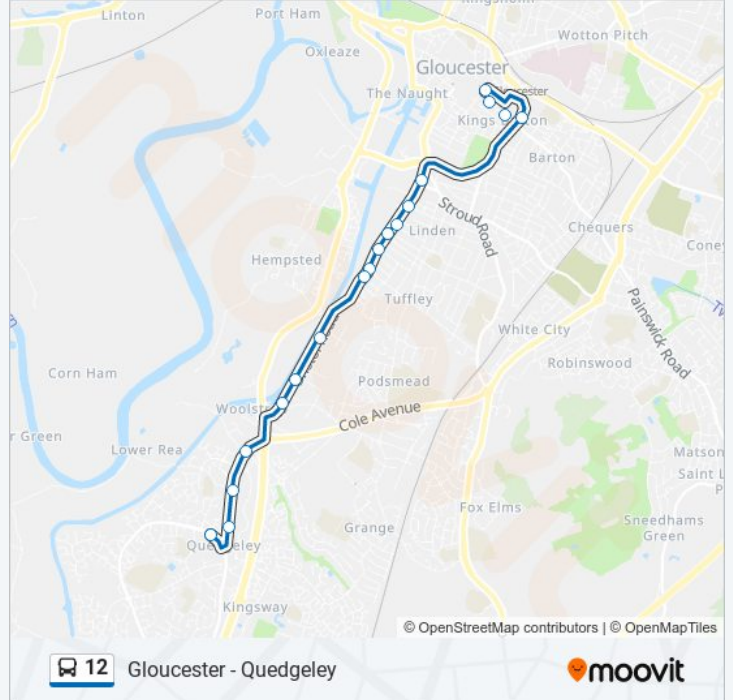 Linton
Port Ham
Kingsholm
Wotton Pitch
Oxleaze
Gloucester
The Naught
Kings
Barton
Stroud Road
Linden
Chequers
Coney
Hempsted
Tuffley
Painswick Road
White City
Robinswood
Corn Ham
Podsmead
Cole Avenue
r Green
Lower Rea
Matson
Saint L
Fox Elms
Sneedhams
Green
Grange
Kingsway
© OpenStreetMap contributors | © OpenMapTiles
12 Gloucester - Quedgeley
moovit